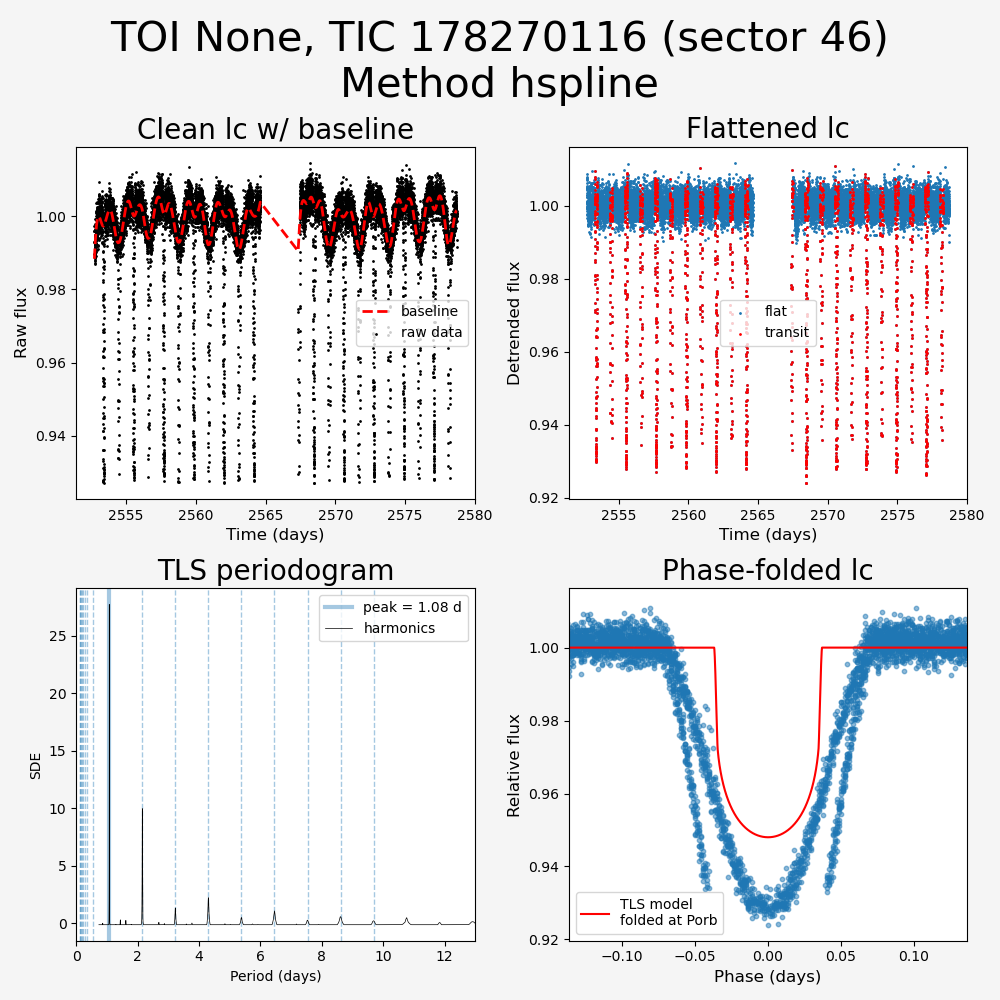 TOI None, TIC 178270116 (sector 46)
Method hspline
Clean lc w/ baseline
Raw flux
1.00
0.98
0.96
0.94
baseline
raw data
2555 2560 2565 2570 2575 2580
Time (days)
Flattened lc
Detrended flux
1.00
0.98
0.96
0.94
0.92
flat
transit
2555 2560 2565 2570 2575 2580
Time (days)
TLS periodogram
SDE
25
20
15
10
5
0
peak = 1.08 d
harmonics
0 2 4 6 8 10 12
Period (days)
Phase-folded lc
Relative flux
1.00
0.98
0.96
0.94
0.92
TLS model
folded at Porb
−0.10 −0.05 0.00 0.05 0.10
Phase (days)